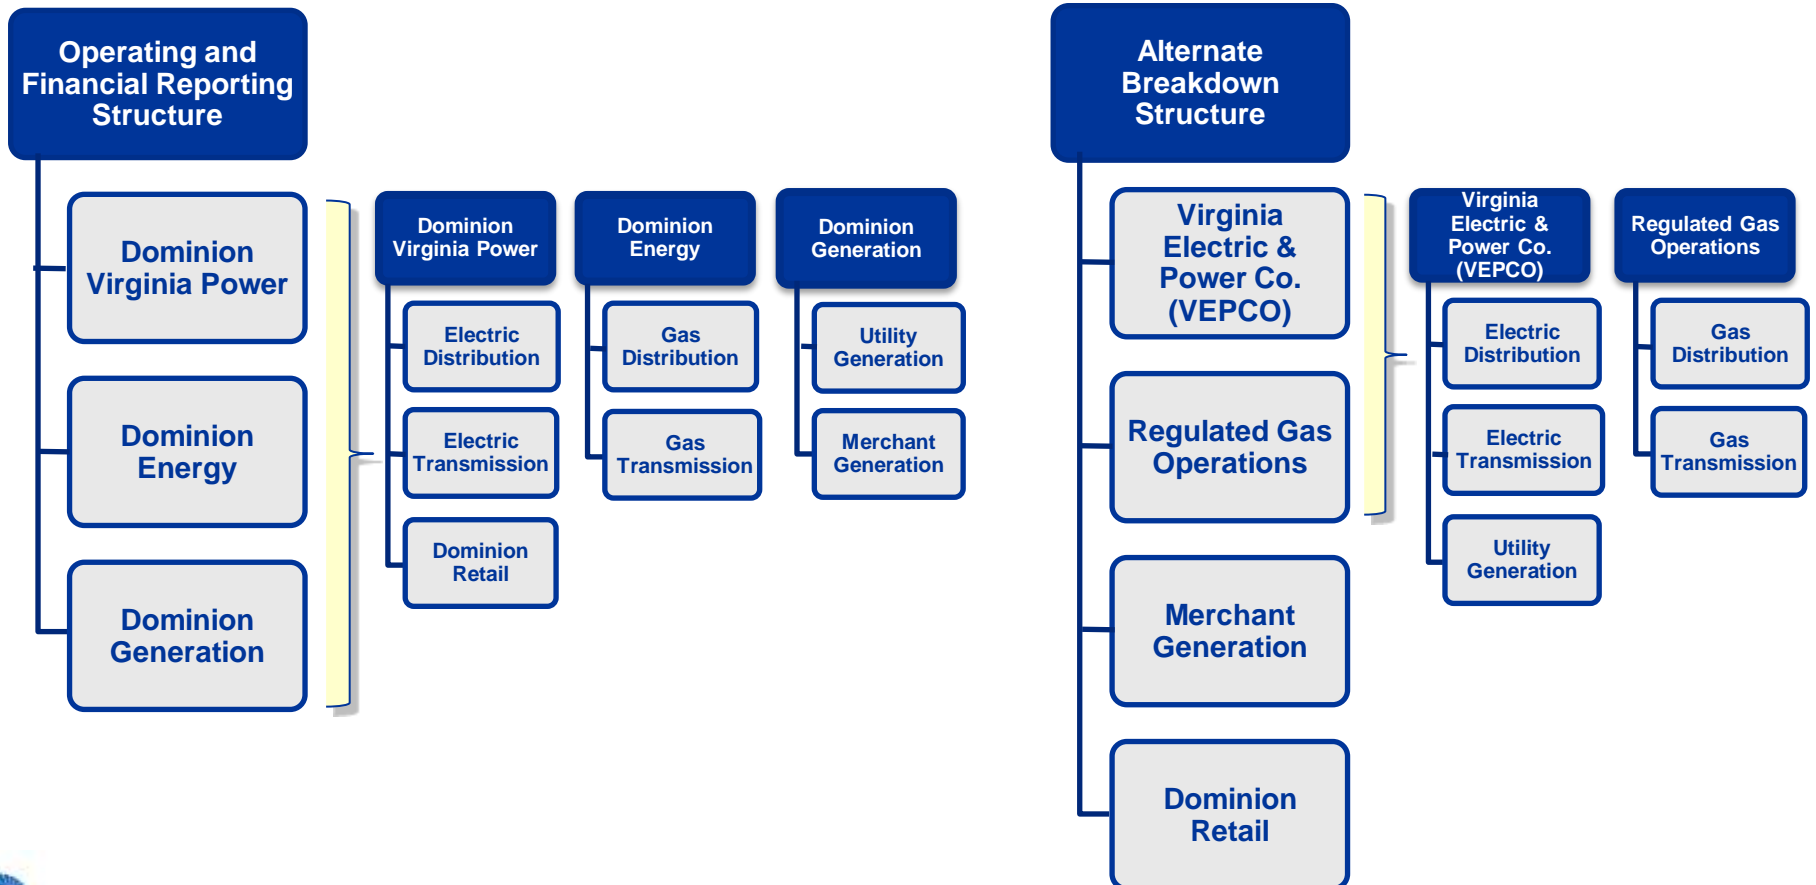 Operating and
Financial Reporting
Structure
Dominion
Virginia Power
Dominion
Energy
Dominion
Generation
Dominion
Virginia Power
Electric
Distribution
Electric
Transmission
Dominion
Retail
Dominion
Energy
Gas
Distribution
Gas
Transmission
Dominion
Generation
Utility
Generation
Merchant
Generation
Alternate
Breakdown
Structure
Virginia
Electric &
Power Co.
(VEPCO)
Regulated Gas
Operations
Merchant
Generation
Dominion
Retail
Virginia
Electric &
Power Co.
(VEPCO)
Electric
Distribution
Electric
Transmission
Utility
Generation
Regulated Gas
Operations
Gas
Distribution
Gas
Transmission